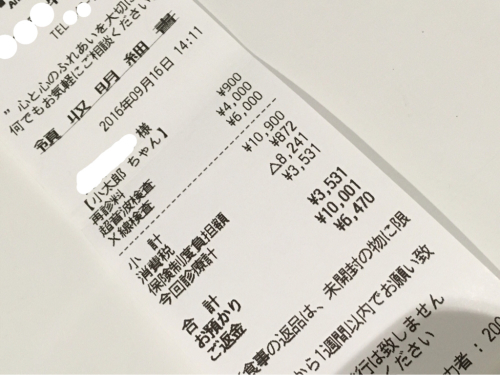 TEL
"心と心のふれあいを大切に
何でもお気軽にご相談ください
領収明細書
2016年09月16日 14:11
様
【小太郎 ちゃん】
再診料 ¥900
超音波検査 ¥4,000
X線検査 ¥6,000
小計 ¥10,900
消費税 ¥872
保険制度負担額 △8,241
今回診療計 ¥3,531
合計 ¥3,531
お預かり ¥10,001
ご返金 ¥6,470
食事の返品は、未開封の物に限
から1週間以内でお願い致
行は致しません
ください
力者：200